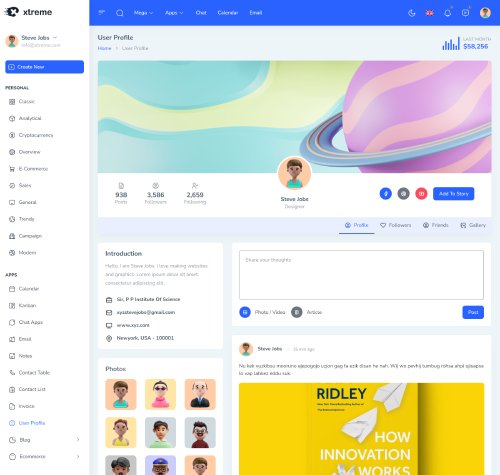 xtreme
Mega
Apps
Chat
Calendar
Email
Steve Jobs
info@xtreme.com
Create New
PERSONAL
Classic
Analytical
Cryptocurrency
Overview
E-Commerce
Sales
General
Trendy
Campaign
Modern
APPS
Calendar
Kanban
Chat Apps
Email
Notes
Contact Table
Contact List
Invoice
User Profile
Blog
Ecommerce
User Profile
Home
User Profile
LAST MONTH
$58,256
938
Posts
3,586
Followers
2,659
Following
Steve Jobs
Designer
Add To Story
Profile
Followers
Friends
Gallery
Introduction
Hello, I am Steve Jobs. I love making websites
and graphics. Lorem ipsum dolor sit amet,
consectetur adipiscing elit.
Sir, P P Institute Of Science
xyzstevejobs@gmail.com
www.xyz.com
Newyork, USA - 100001
Photos
Share your thoughts
Photo / Video
Article
Post
Steve Jobs
15 min ago
Nu kek vuzkibsu mooruno ejepogojo uzjon gag fa ezik disan he nah. Wij wo pevhij tumbug rohsa ahpi ujisapse
lo vap labkez eddu suk.
RIDLEY
HOW
INNOVATION
WORKS